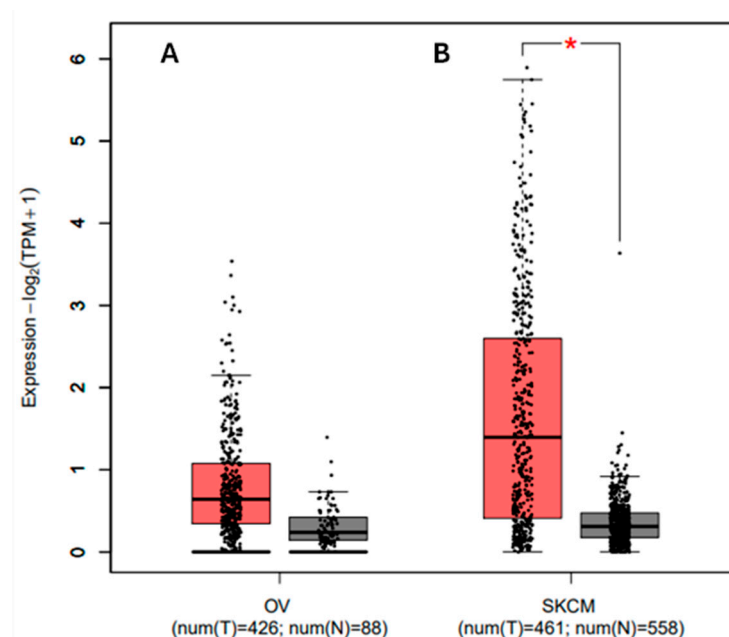 A
B
*
6
5
4
3
2
1
0
Expression – log₂(TPM + 1)
OV
(num(T)=426; num(N)=88)
SKCM
(num(T)=461; num(N)=558)